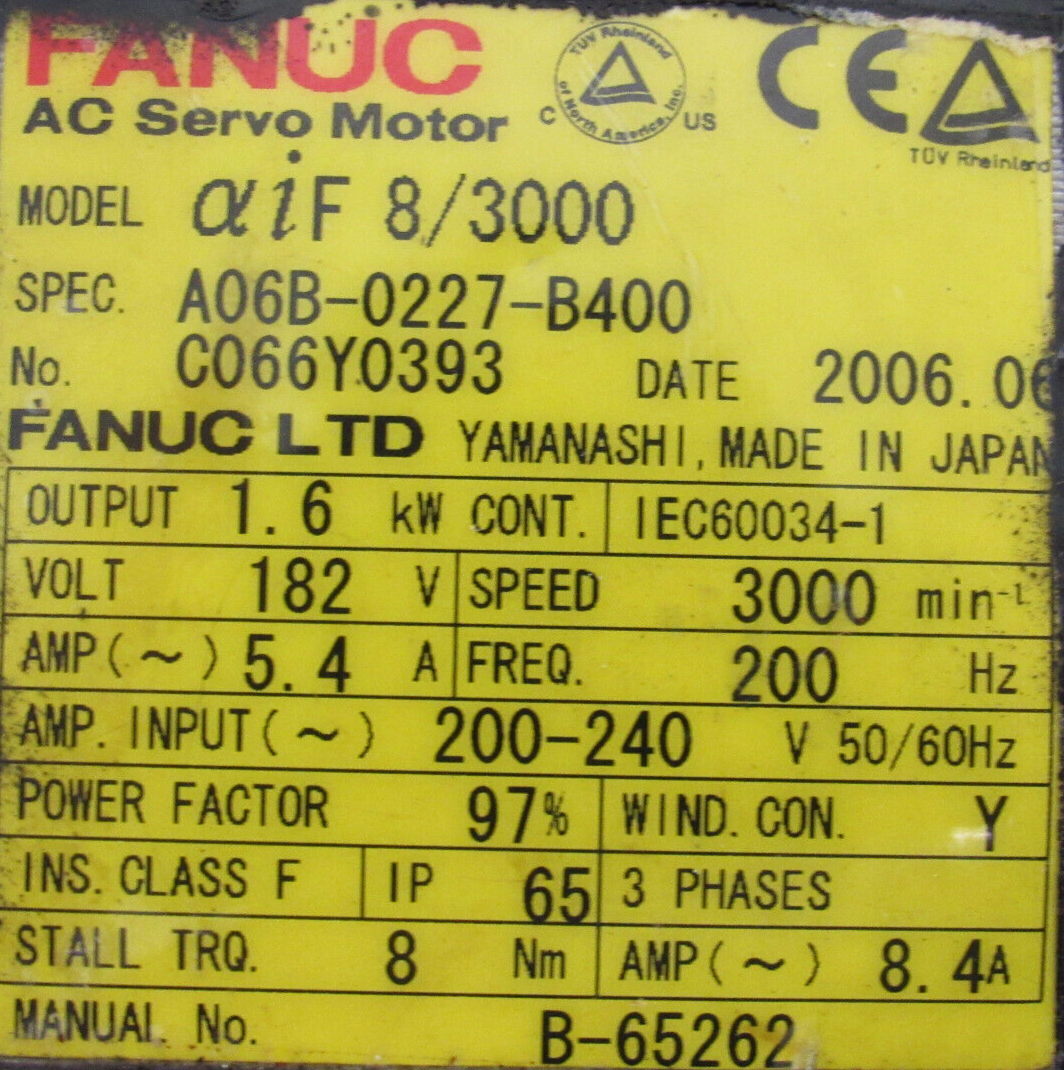 FANUC
AC Servo Motor
TÜV Rheinland of North America, Inc.
C US
CE
TÜV Rheinland
MODEL αiF 8/3000
SPEC. A06B-0227-B400
No. C066Y0393 DATE 2006.06
FANUC LTD YAMANASHI, MADE IN JAPAN
OUTPUT 1.6 kW CONT. IEC60034-1
VOLT 182 V SPEED 3000 min⁻¹
AMP(~) 5.4 A FREQ. 200 Hz
AMP. INPUT(~) 200-240 V 50/60Hz
POWER FACTOR 97% WIND. CON. Y
INS. CLASS F IP 65 3 PHASES
STALL TRQ. 8 Nm AMP(~) 8.4A
MANUAL No. B-65262